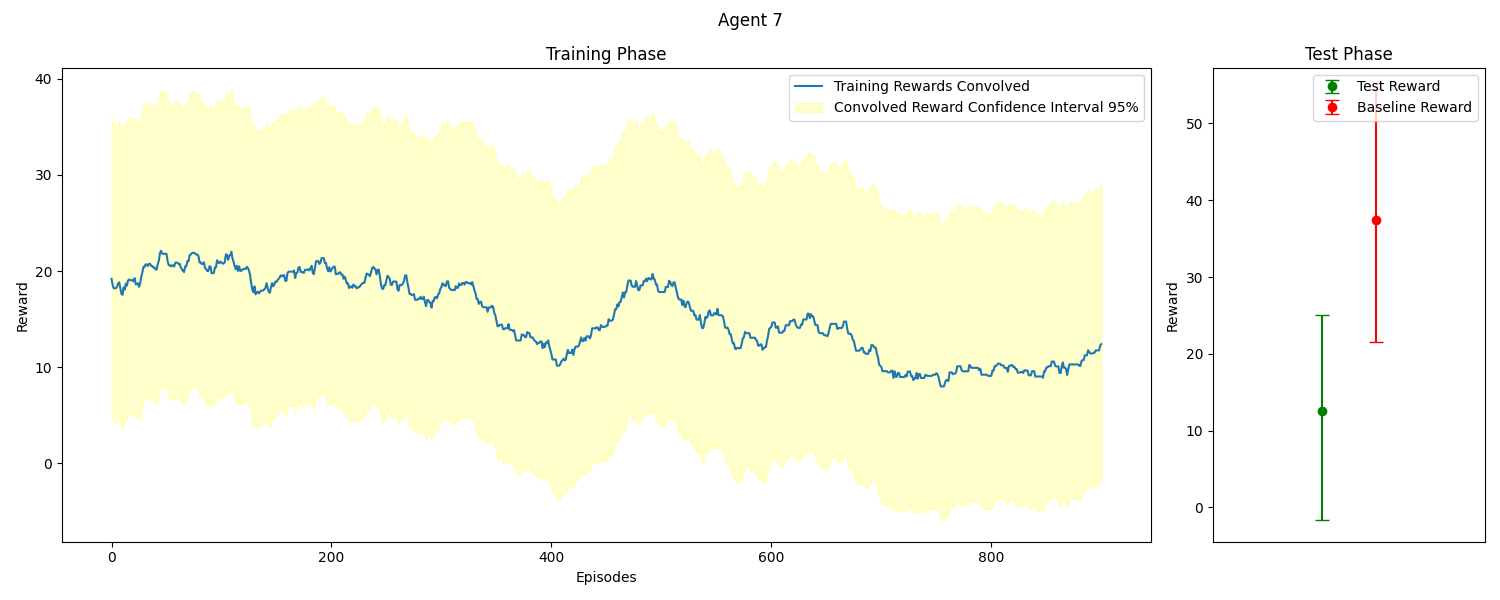 Agent 7
Training Phase
Training Rewards Convolved
Convolved Reward Confidence Interval 95%
40
30
20
10
0
Reward
0
200
400
600
800
Episodes
Test Phase
Test Reward
Baseline Reward
50
40
30
20
10
0
Reward